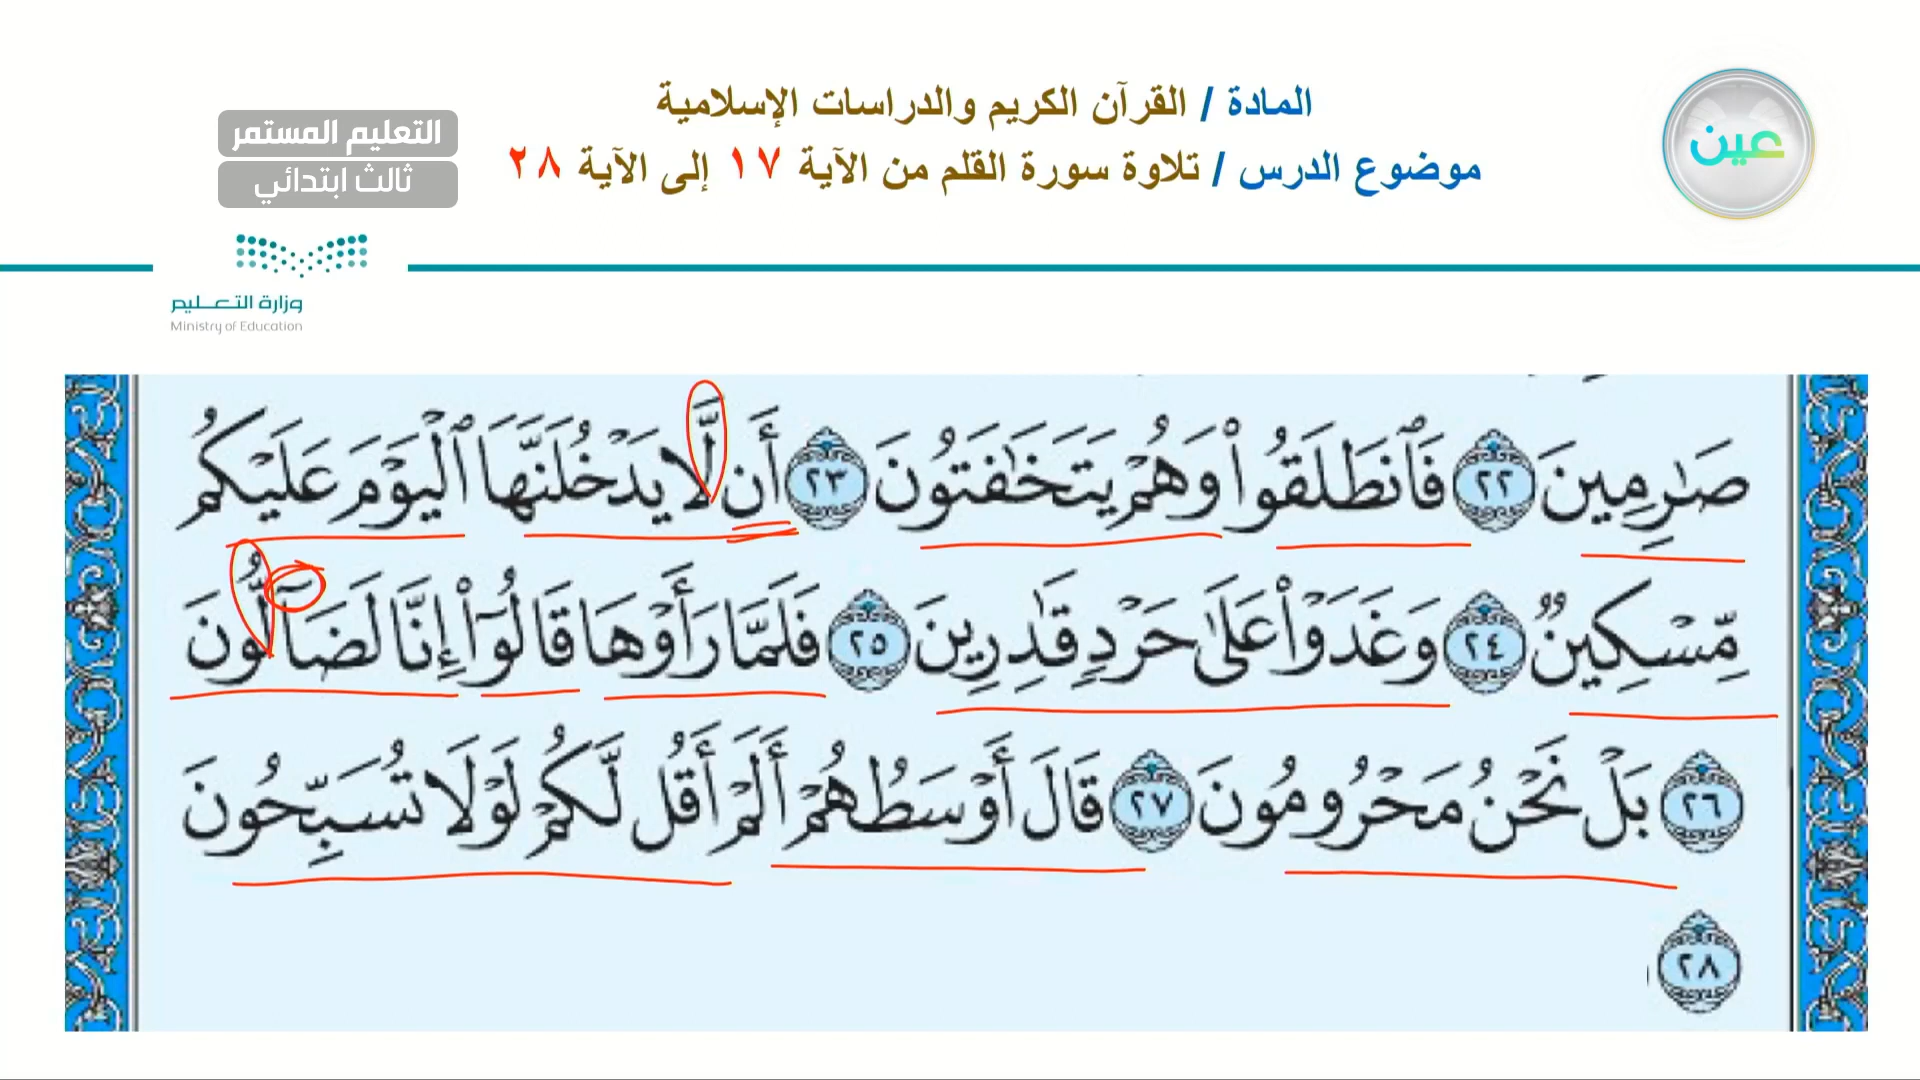 المادة / القرآن الكريم والدراسات الإسلامية
موضوع الدرس / تلاوة سورة القلم من الآية ١٧ إلى الآية ٢٨
عين
التعليم المستمر
ثالث ابتدائي
وزارة التعليم
Ministry of Education
صَـٰرِمِينَ ٢٢ فَٱنطَلَقُوا۟ وَهُمْ يَتَخَـٰفَتُونَ ٢٣ أَن لَّا يَدْخُلَنَّهَا ٱلْيَوْمَ عَلَيْكُم
مِّسْكِينٌ ٢٤ وَغَدَوْا۟ عَلَىٰ حَرْدٍ قَـٰدِرِينَ ٢٥ فَلَمَّا رَأَوْهَا قَالُوٓا۟ إِنَّا لَضَآلُّونَ
٢٦ بَلْ نَحْنُ مَحْرُومُونَ ٢٧ قَالَ أَوْسَطُهُمْ أَلَمْ أَقُل لَّكُمْ لَوْلَا تُسَبِّحُونَ
٢٨